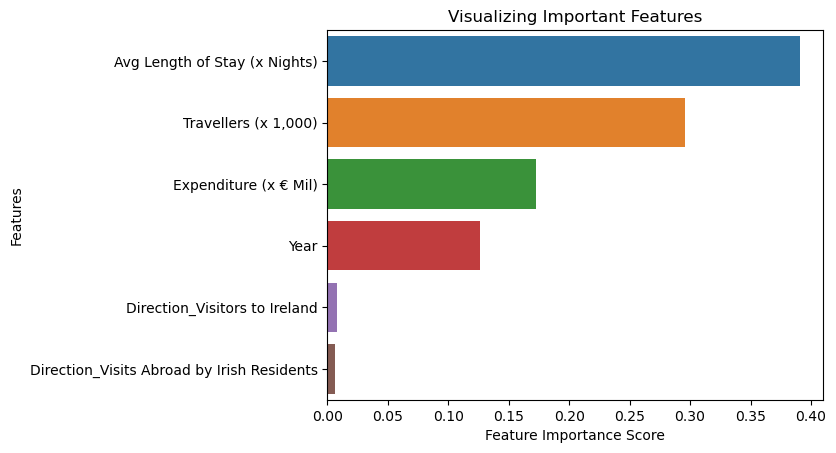 Visualizing Important Features
Avg Length of Stay (x Nights)
Travellers (x 1,000)
Expenditure (x € Mil)
Year
Direction_Visitors to Ireland
Direction_Visits Abroad by Irish Residents
Features
0.00 0.05 0.10 0.15 0.20 0.25 0.30 0.35 0.40
Feature Importance Score